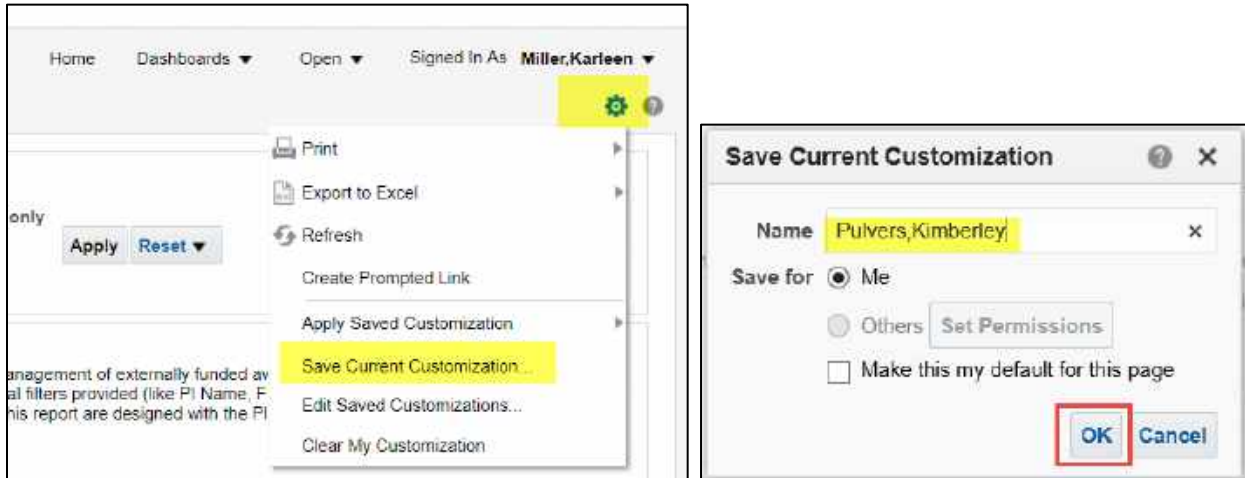 Home Dashboards ▼ Open ▼ Signed In As Miller,Karleen ▼
Print
Export to Excel
only
Apply Reset ▼
Refresh
Create Prompted Link
Apply Saved Customization
anagement of externally funded aw
Save Current Customization...
al filters provided (like PI Name, F
his report are designed with the PI
Edit Saved Customizations...
Clear My Customization
Save Current Customization
Name Pulvers,Kimberley
Save for Me
Others Set Permissions
Make this my default for this page
OK Cancel